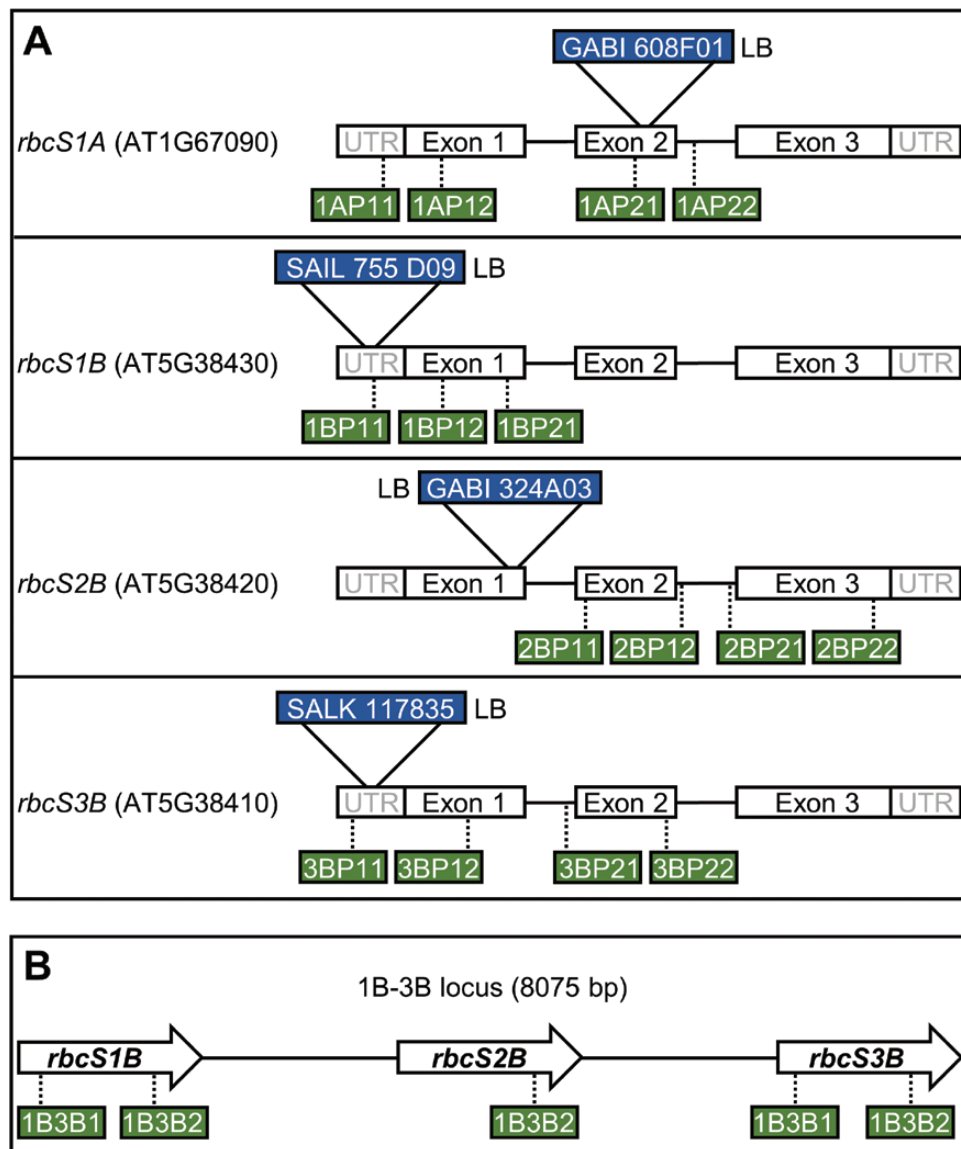 A
GABI 608F01 LB
rbcS1A (AT1G67090) UTR Exon 1 Exon 2 Exon 3 UTR
1AP11 1AP12 1AP21 1AP22
SAIL 755 D09 LB
rbcS1B (AT5G38430) UTR Exon 1 Exon 2 Exon 3 UTR
1BP11 1BP12 1BP21
LB GABI 324A03
rbcS2B (AT5G38420) UTR Exon 1 Exon 2 Exon 3 UTR
2BP11 2BP12 2BP21 2BP22
SALK 117835 LB
rbcS3B (AT5G38410) UTR Exon 1 Exon 2 Exon 3 UTR
3BP11 3BP12 3BP21 3BP22
B
1B-3B locus (8075 bp)
rbcS1B rbcS2B rbcS3B
1B3B1 1B3B2 1B3B2 1B3B1 1B3B2